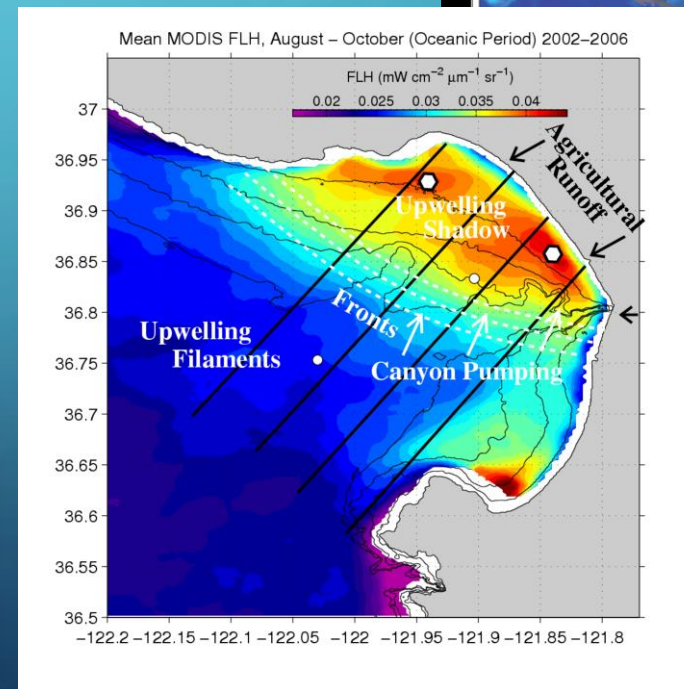 Mean MODIS FLH, August – October (Oceanic Period) 2002–2006
FLH (mW cm⁻² μm⁻¹ sr⁻¹)
0.02 0.025 0.03 0.035 0.04
37
36.95
36.9
36.85
36.8
36.75
36.7
36.65
36.6
36.55
36.5
Agricultural
Runoff
Upwelling
Shadow
Fronts
Upwelling
Filaments
Canyon Pumping
−122.2 −122.15 −122.1 −122.05 −122 −121.95 −121.9 −121.85 −121.8